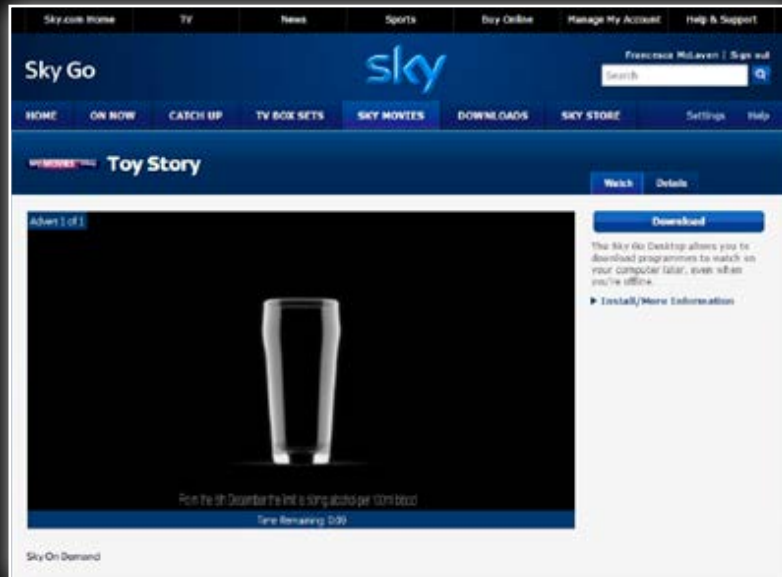 Sky.com Home TV News Sports Buy Online Manage My Account Help & Support
Sky Go
sky
Francesca | Sign out
Search
HOME ON NOW CATCH UP TV BOX SETS SKY MOVIES DOWNLOADS SKY STORE Settings Help
Toy Story
Watch Details
Advert 1 of 1
Download
The Sky Go Desktop allows you to
download programmes to watch on
your computer later, even when
you're offline.
Install/More Information
From the 5th December the limit is 50mg alcohol per 100ml blood
Time Remaining: 0:09
Sky On Demand